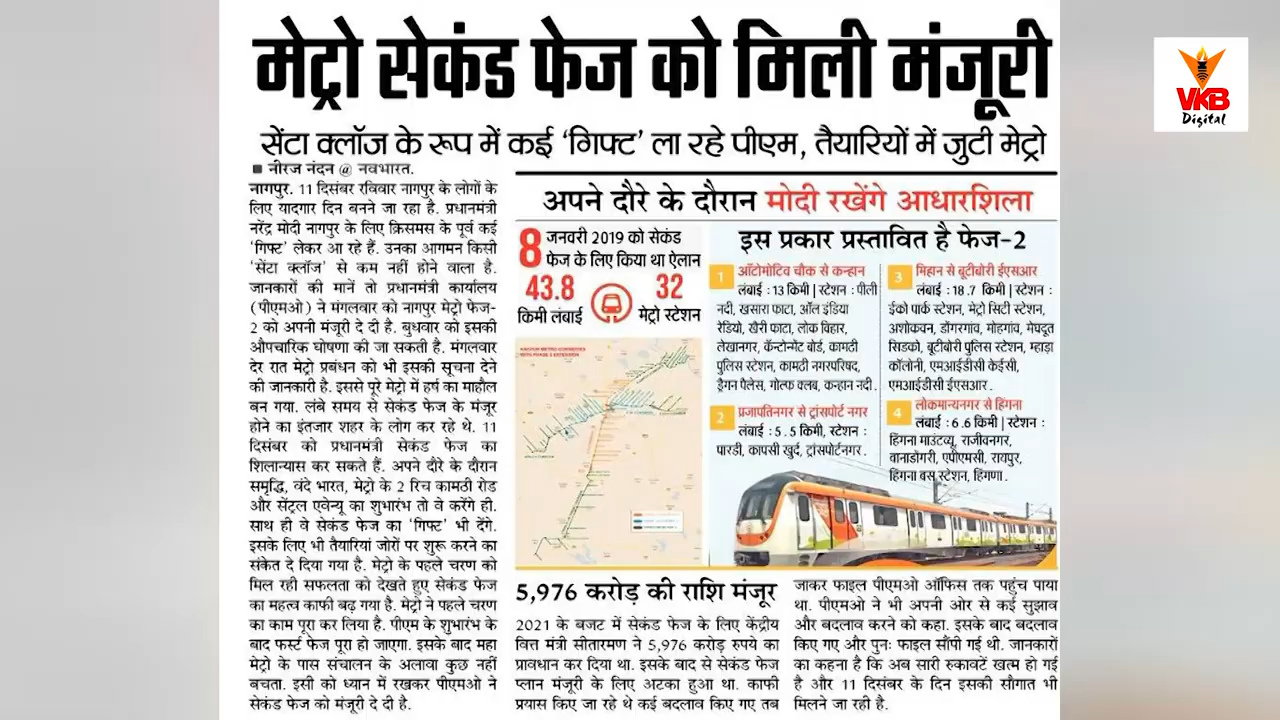 मेट्रो सेकंड फेज को मिली मंजूरी
सेंटा क्लॉज के रूप में कई ‘गिफ्ट’ ला रहे पीएम, तैयारियों में जुटी मेट्रो
■ नीरज नंदन @ नवभारत.
नागपुर. 11 दिसंबर रविवार नागपुर के लोगों के
लिए यादगार दिन बनने जा रहा है. प्रधानमंत्री
नरेंद्र मोदी नागपुर के लिए क्रिसमस के पूर्व कई
‘गिफ्ट’ लेकर आ रहे हैं. उनका आगमन किसी
‘सेंटा क्लॉज’ से कम नहीं होने वाला है.
जानकारों की मानें तो प्रधानमंत्री कार्यालय
(पीएमओ) ने मंगलवार को नागपुर मेट्रो फेज-
2 को अपनी मंजूरी दे दी है. बुधवार को इसकी
औपचारिक घोषणा की जा सकती है. मंगलवार
देर रात मेट्रो प्रबंधन को भी इसकी सूचना देने
की जानकारी है. इससे पूरे मेट्रो में हर्ष का माहौल
बन गया. लंबे समय से सेकंड फेज के मंजूर
होने का इंतजार शहर के लोग कर रहे थे. 11
दिसंबर को प्रधानमंत्री सेकंड फेज का
शिलान्यास कर सकते हैं. अपने दौरे के दौरान
समृद्धि, वंदे भारत, मेट्रो के 2 रिच कामठी रोड
और सेंट्रल एवेन्यू का शुभारंभ तो वे करेंगे ही.
साथ ही वे सेकंड फेज का ‘गिफ्ट’ भी देंगे.
इसके लिए भी तैयारियां जोरों पर शुरू करने का
संकेत दे दिया गया है. मेट्रो के पहले चरण को
मिल रही सफलता को देखते हुए सेकंड फेज
का महत्व काफी बढ़ गया है. मेट्रो ने पहले चरण
का काम पूरा कर लिया है. पीएम के शुभारंभ के
बाद फर्स्ट फेज पूरा हो जाएगा. इसके बाद महा
मेट्रो के पास संचालन के अलावा कुछ नहीं
बचता. इसी को ध्यान में रखकर पीएमओ ने
सेकंड फेज को मंजूरी दे दी है.
अपने दौरे के दौरान मोदी रखेंगे आधारशिला
8 जनवरी 2019 को सेकंड
फेज के लिए किया था ऐलान
43.8
किमी लंबाई
32
मेट्रो स्टेशन
NAGPUR METRO CORRIDORS
WITH PHASE 2 EXTENSION
इस प्रकार प्रस्तावित है फेज-2
1 ऑटोमोटिव चौक से कन्हान
लंबाई : 13 किमी | स्टेशन : पीली
नदी, खसारा फाटा, ऑल इंडिया
रेडियो, खैरी फाटा, लोक विहार,
लेखानगर, कॅन्टोन्मेंट बोर्ड, कामठी
पुलिस स्टेशन, कामठी नगरपरिषद,
ड्रैगन पैलेस, गोल्फ क्लब, कन्हान नदी.
2 प्रजापतिनगर से ट्रांसपोर्ट नगर
लंबाई : 5.5 किमी, स्टेशन :
पारडी, कापसी खुर्द, ट्रांसपोर्टनगर.
3 मिहान से बूटीबोरी ईएसआर
लंबाई : 18.7 किमी | स्टेशन :
ईको पार्क स्टेशन, मेट्रो सिटी स्टेशन,
अशोकवन, डोंगरगांव, मोहगांव, मेघदूत
सिडको, बूटीबोरी पुलिस स्टेशन, म्हाड़ा
कॉलोनी, एमआईडीसी केईसी,
एमआईडीसी ईएसआर.
4 लोकमान्यनगर से हिंगना
लंबाई : 6.6 किमी | स्टेशन :
हिंगना माउंटव्यू, राजीवनगर,
वानाडोंगरी, एपीएमसी, रायपुर,
हिंगना बस स्टेशन, हिंगणा.
5,976 करोड़ की राशि मंजूर
2021 के बजट में सेकंड फेज के लिए केंद्रीय
वित्त मंत्री सीतारमण ने 5,976 करोड़ रुपये का
प्रावधान कर दिया था. इसके बाद से सेकंड फेज
प्लान मंजूरी के लिए अटका हुआ था. काफी
प्रयास किए जा रहे थे कई बदलाव किए गए तब
जाकर फाइल पीएमओ ऑफिस तक पहुंच पाया
था. पीएमओ ने भी अपनी ओर से कई सुझाव
और बदलाव करने को कहा. इसके बाद बदलाव
किए गए और पुनः फाइल सौंपी गई थी. जानकारों
का कहना है कि अब सारी रुकावटें खत्म हो गई
है और 11 दिसंबर के दिन इसकी सौगात भी
मिलने जा रही है.
VKB
Digital